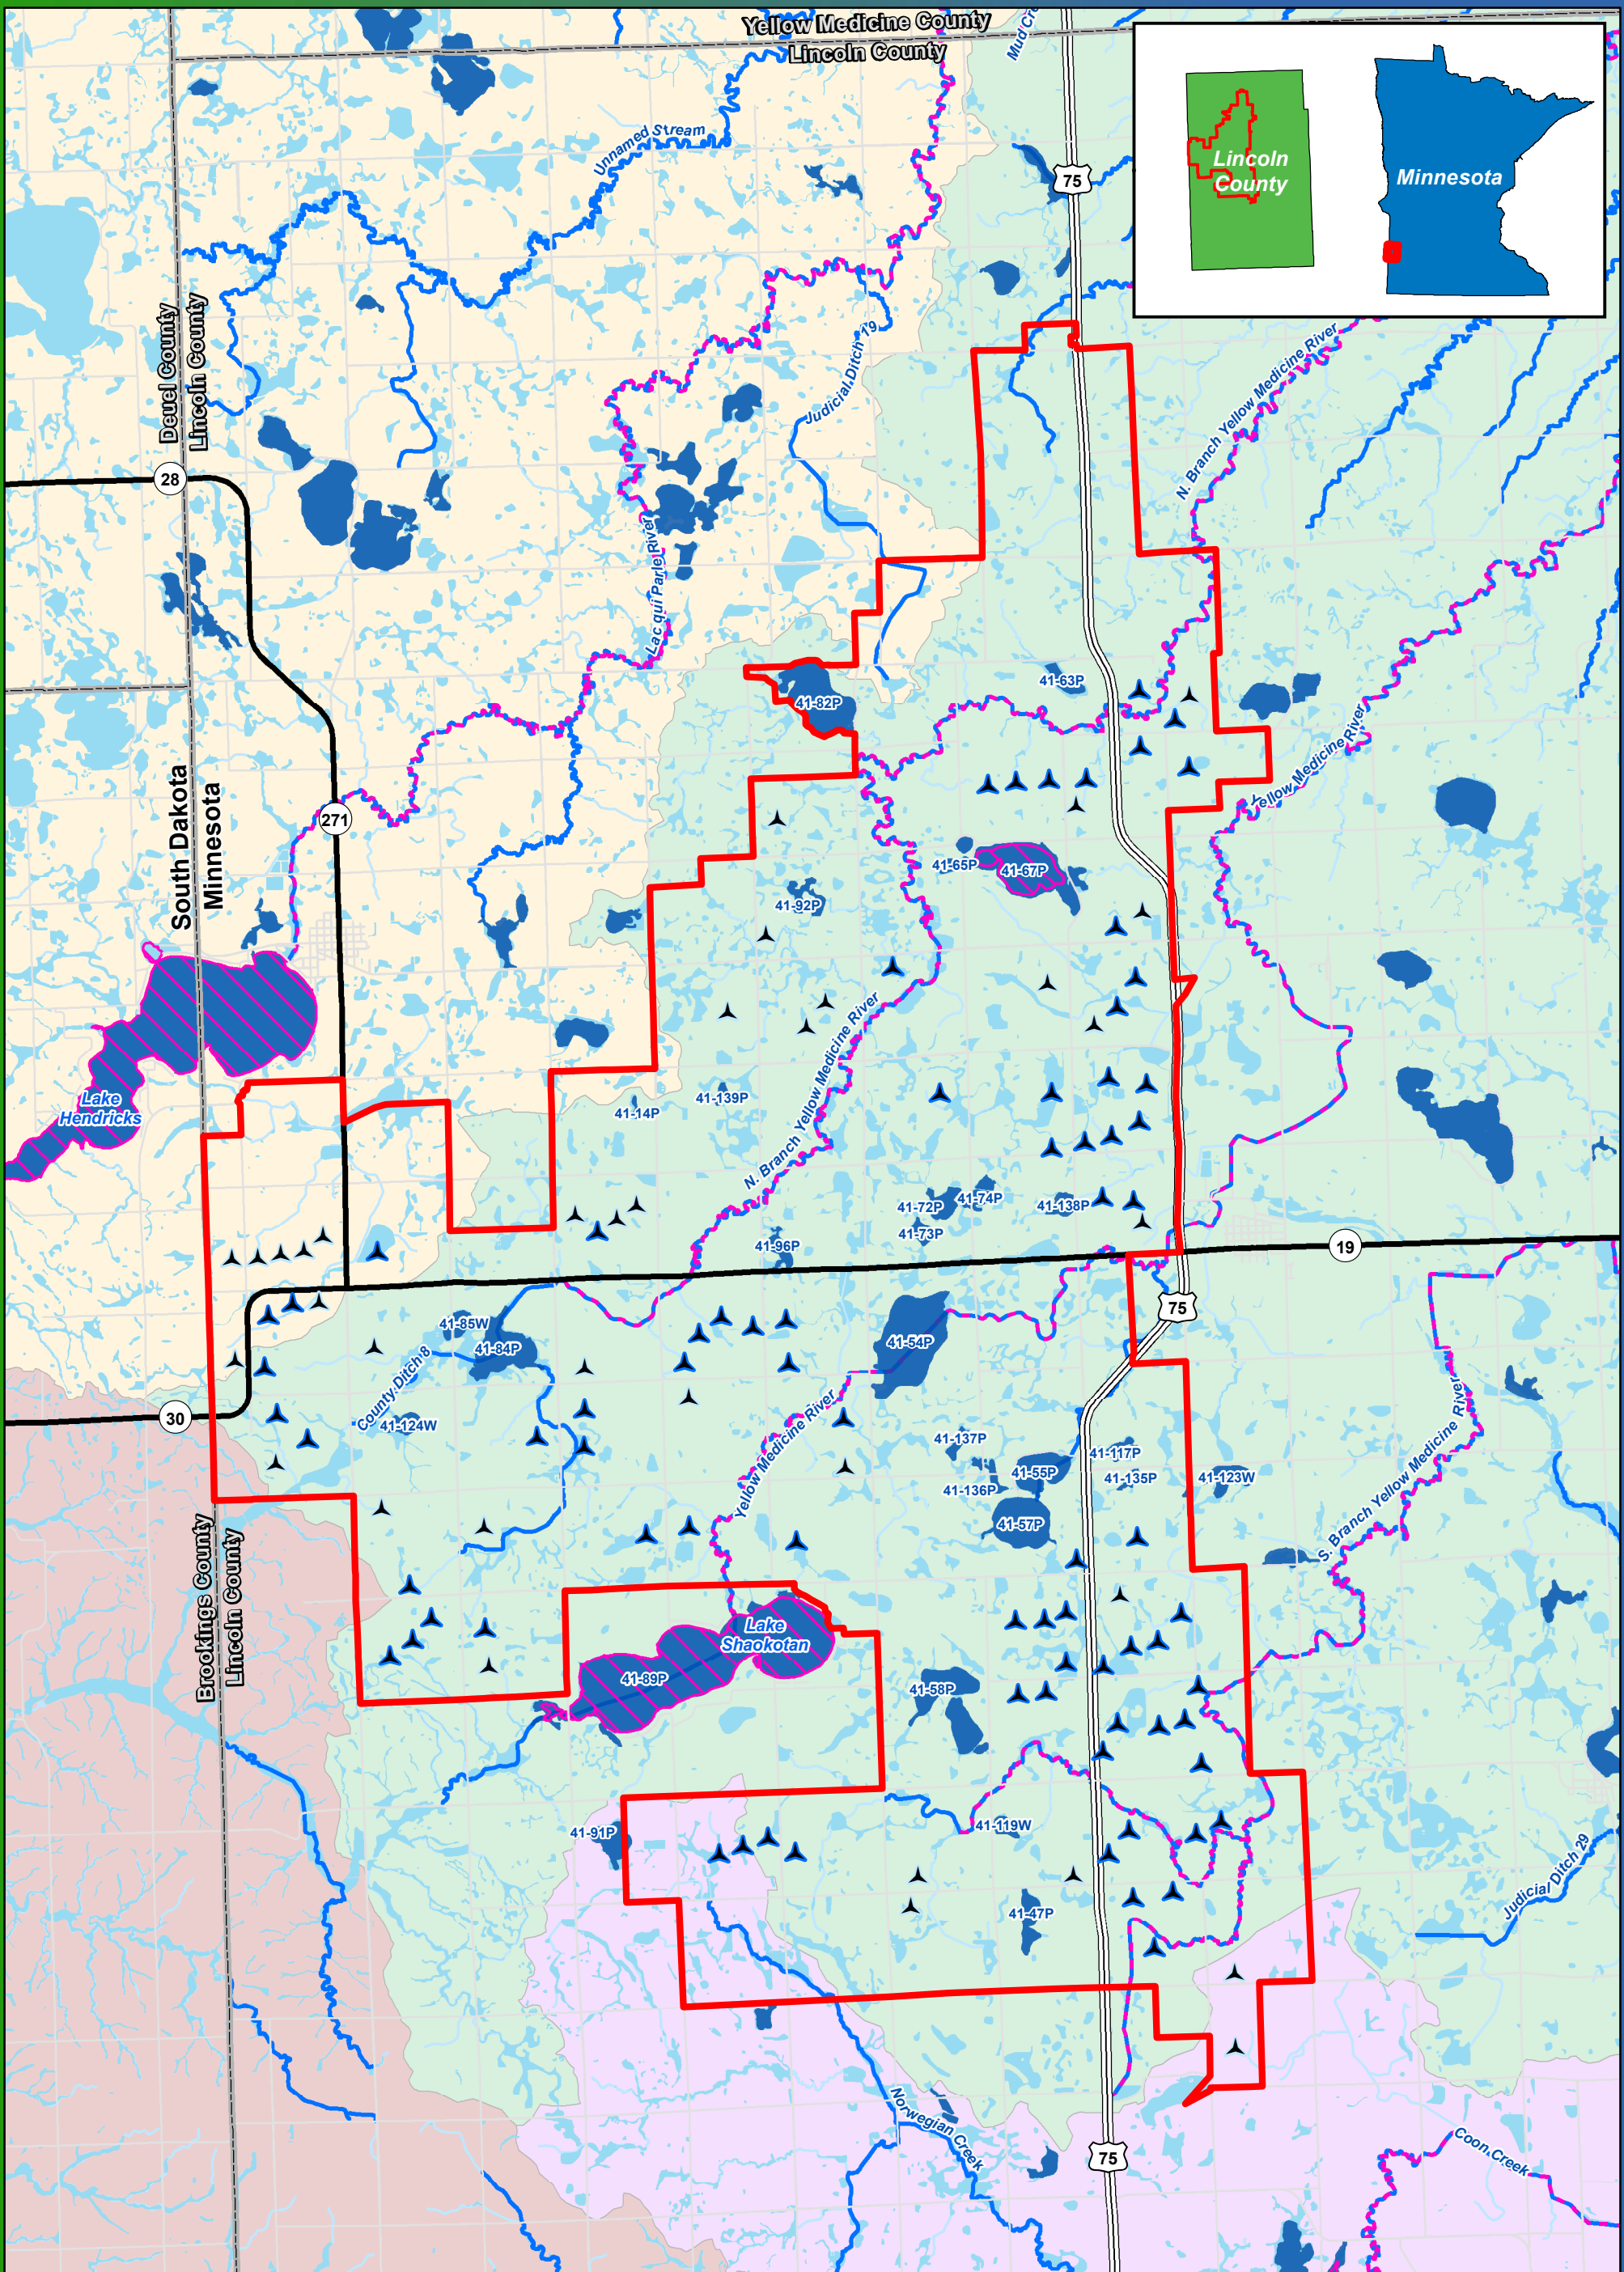 Yellow Medicine County
Lincoln County
Lincoln
County
Minnesota
Unnamed Stream
75
Deuel County
Lincoln County
Judicial Ditch 19
N. Branch Yellow Medicine River
28
Lac qui Parle River
41-63P
41-82P
Yellow Medicine River
South Dakota
Minnesota
271
41-65P
41-67P
41-92P
Lake
Hendricks
41-14P
41-139P
N. Branch Yellow Medicine River
41-72P
41-74P
41-73P
41-138P
41-96P
19
75
41-85W
41-84P
41-54P
County Ditch 8
30
41-124W
Yellow Medicine River
41-137P
41-55P
41-117P
41-136P
41-135P
41-123W
41-57P
S. Branch Yellow Medicine River
Brookings County
Lincoln County
Lake
Shaokotan
41-89P
41-58P
41-91P
41-119W
41-47P
Judicial Ditch 29
Norwegian Creek
75
Coon Creek